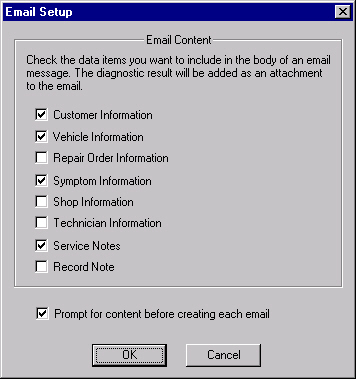 Email Setup
Email Content
Check the data items you want to include in the body of an email
message. The diagnostic result will be added as an attachment
to the email.
Customer Information
Vehicle Information
Repair Order Information
Symptom Information
Shop Information
Technician Information
Service Notes
Record Note
Prompt for content before creating each email
OK
Cancel